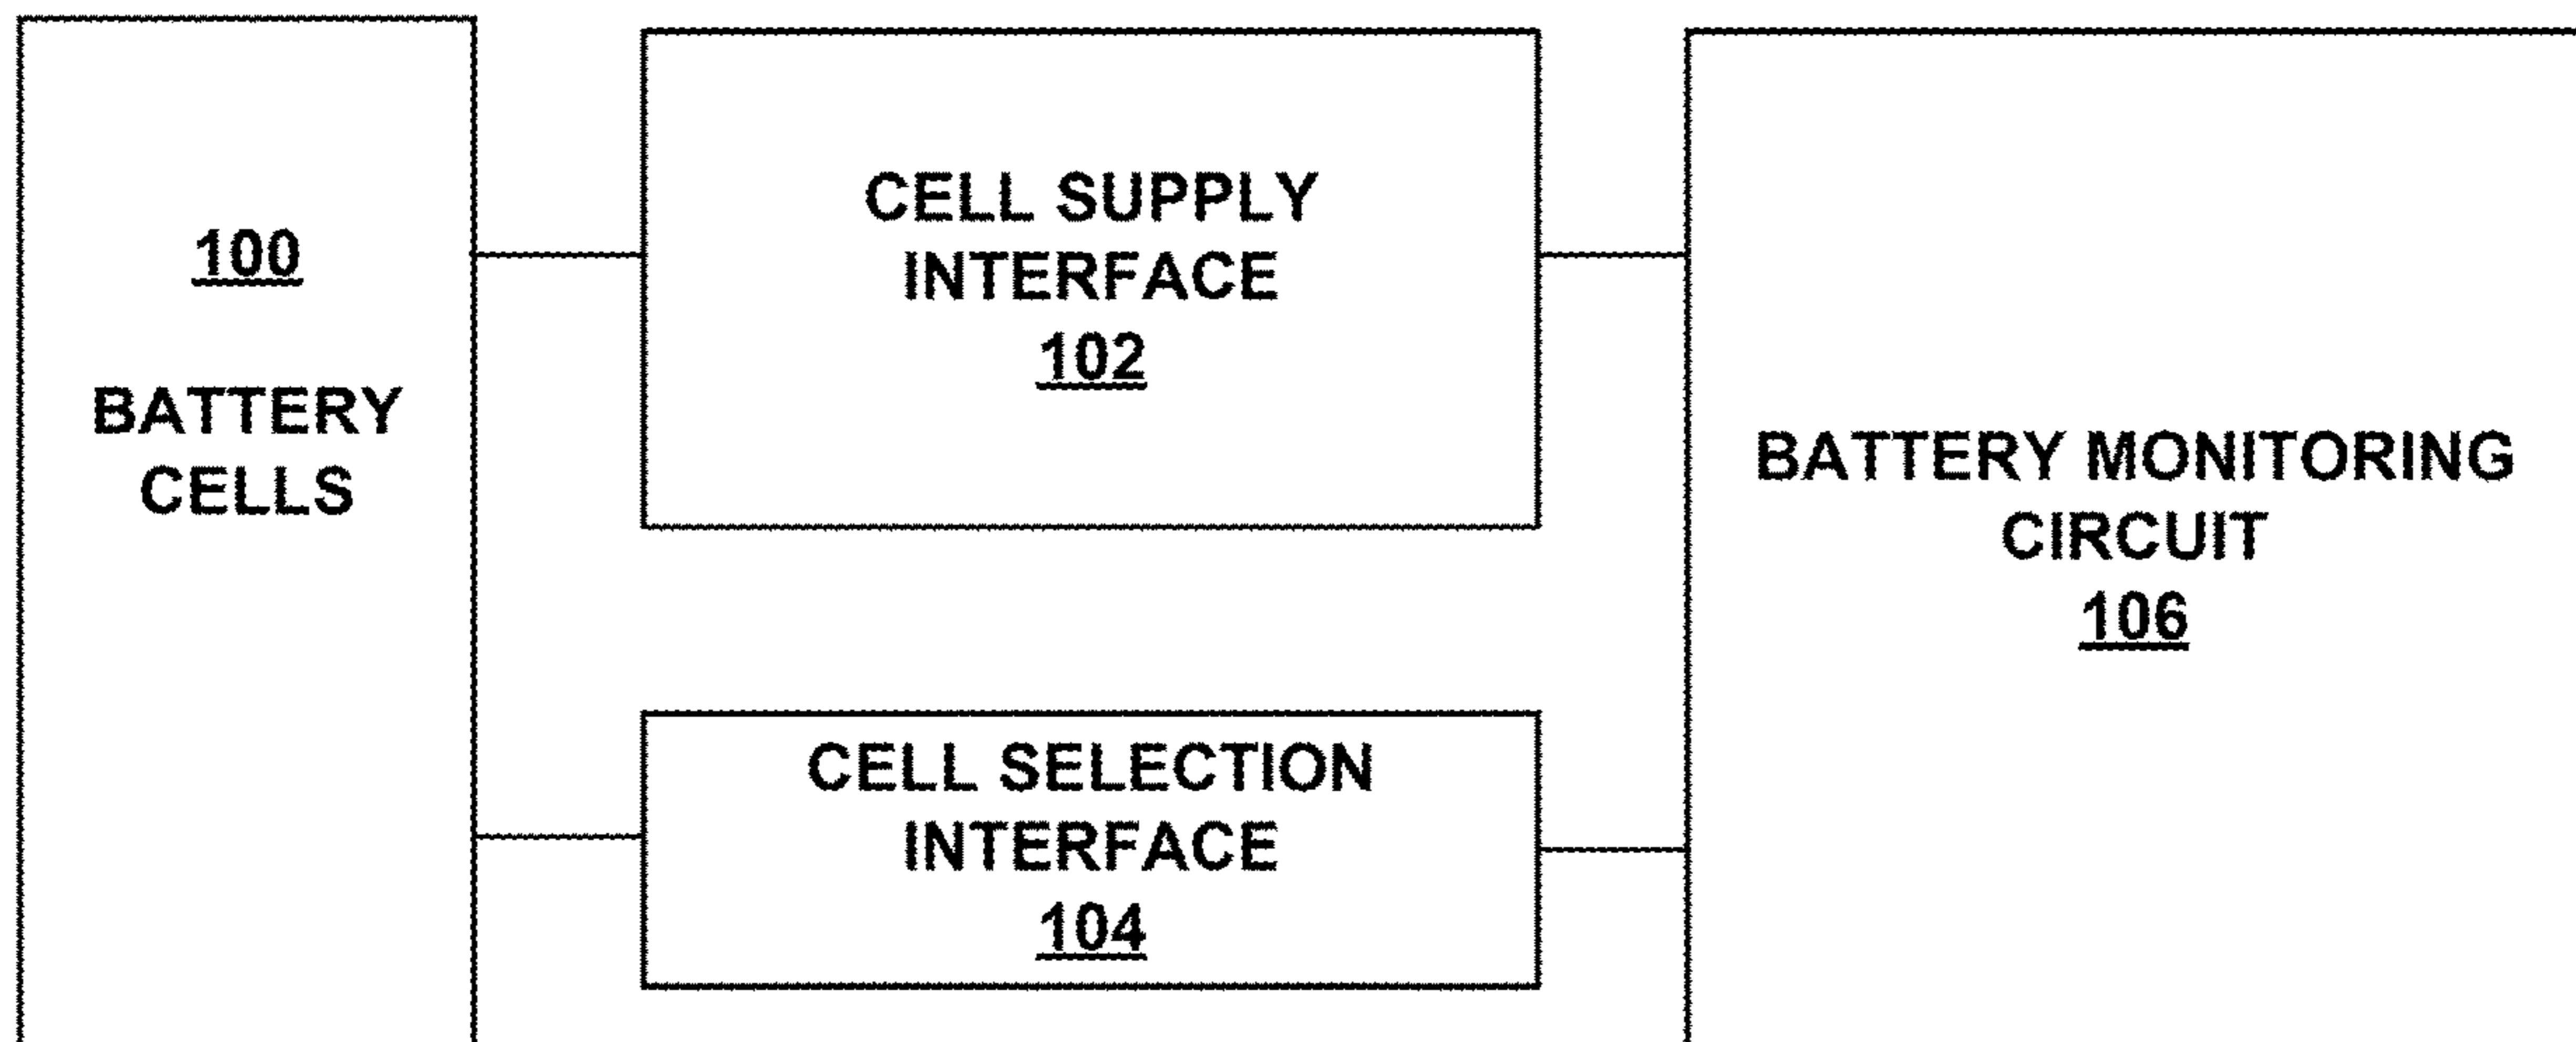 100
BATTERY
CELLS
CELL SUPPLY
INTERFACE
102
CELL SELECTION
INTERFACE
104
BATTERY MONITORING
CIRCUIT
106